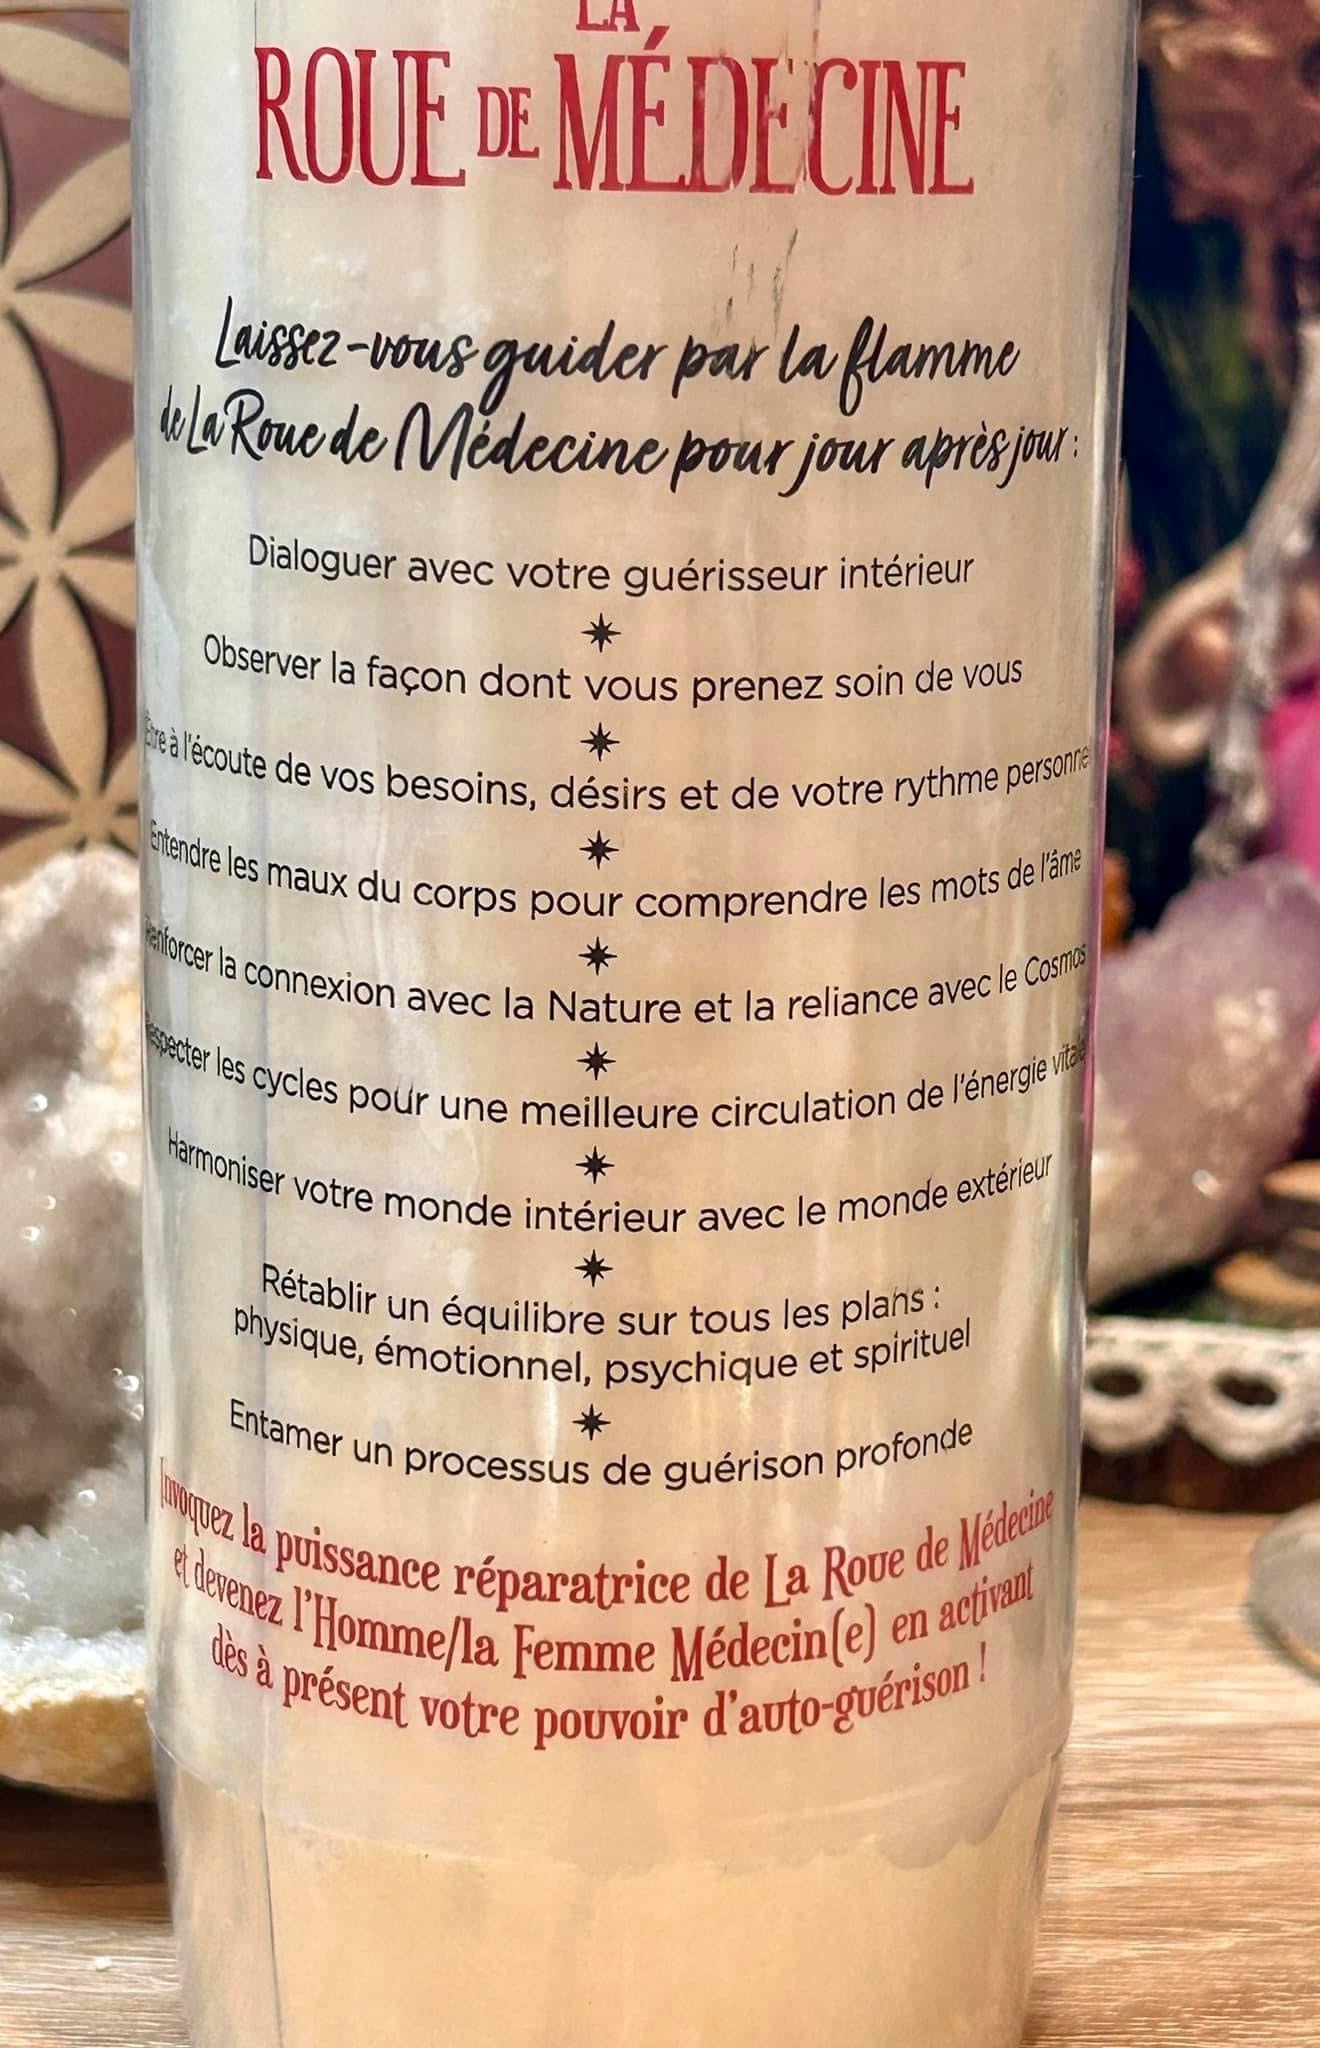 LA
ROUE DE MÉDECINE
Laissez-vous guider par la flamme
de La Roue de Médecine pour jour après jour :
Dialoguer avec votre guérisseur intérieur
Observer la façon dont vous prenez soin de vous
Être à l'écoute de vos besoins, désirs et de votre rythme personnel
Entendre les maux du corps pour comprendre les mots de l'âme
Renforcer la connexion avec la Nature et la reliance avec le Cosmos
Respecter les cycles pour une meilleure circulation de l'énergie vitale
Harmoniser votre monde intérieur avec le monde extérieur
Rétablir un équilibre sur tous les plans :
physique, émotionnel, psychique et spirituel
Entamer un processus de guérison profonde
Invoquez la puissance réparatrice de La Roue de Médecine
et devenez l'Homme/la Femme Médecin(e) en activant
dès à présent votre pouvoir d'auto-guérison !